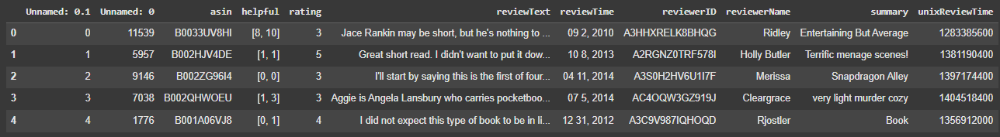 Unnamed: 0.1 Unnamed: 0 asin helpful rating reviewText reviewTime reviewerID reviewerName summary unixReviewTime
0 0 11539 B0033UV8HI [8, 10] 3 Jace Rankin may be short, but he's nothing to ... 09 2, 2010 A3HHXRELK8BHQG Ridley Entertaining But Average 1283385600
1 1 5957 B002HJV4DE [1, 1] 5 Great short read. I didn't want to put it dow... 10 8, 2013 A2RGNZ0TRF578I Holly Butler Terrific menage scenes! 1381190400
2 2 9146 B002ZG96I4 [0, 0] 3 I'll start by saying this is the first of four... 04 11, 2014 A3S0H2HV6U1I7F Merissa Snapdragon Alley 1397174400
3 3 7038 B002QHWOEU [1, 3] 3 Aggie is Angela Lansbury who carries pocketboo... 07 5, 2014 AC4OQW3GZ919J Cleargrace very light murder cozy 1404518400
4 4 1776 B001A06VJ8 [0, 1] 4 I did not expect this type of book to be in li... 12 31, 2012 A3C9V987IQHOQD Rjostler Book 1356912000